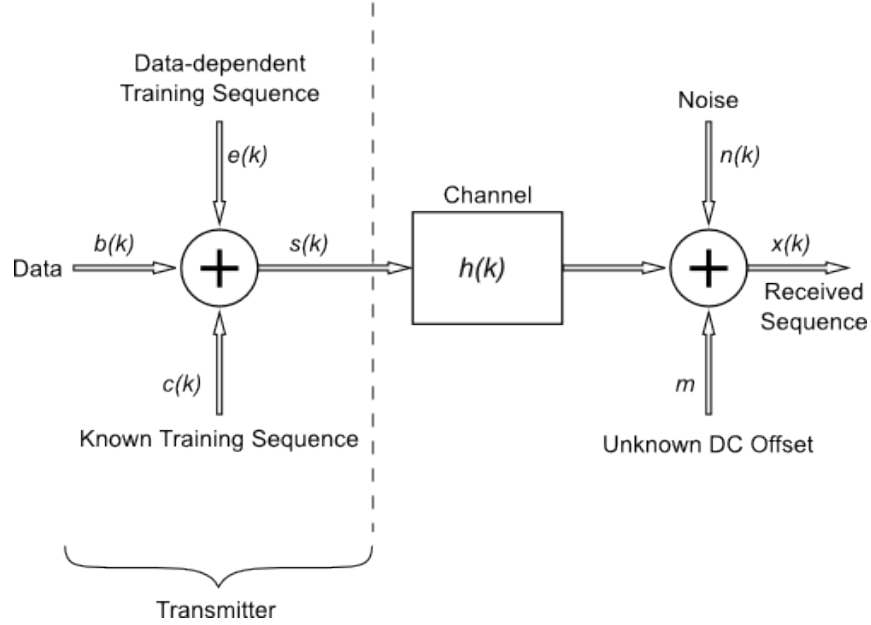 Data-dependent
Training Sequence
e(k)
Noise
n(k)
Channel
Data
b(k)
+
s(k)
h(k)
+
x(k)
Received
Sequence
c(k)
Known Training Sequence
m
Unknown DC Offset
Transmitter